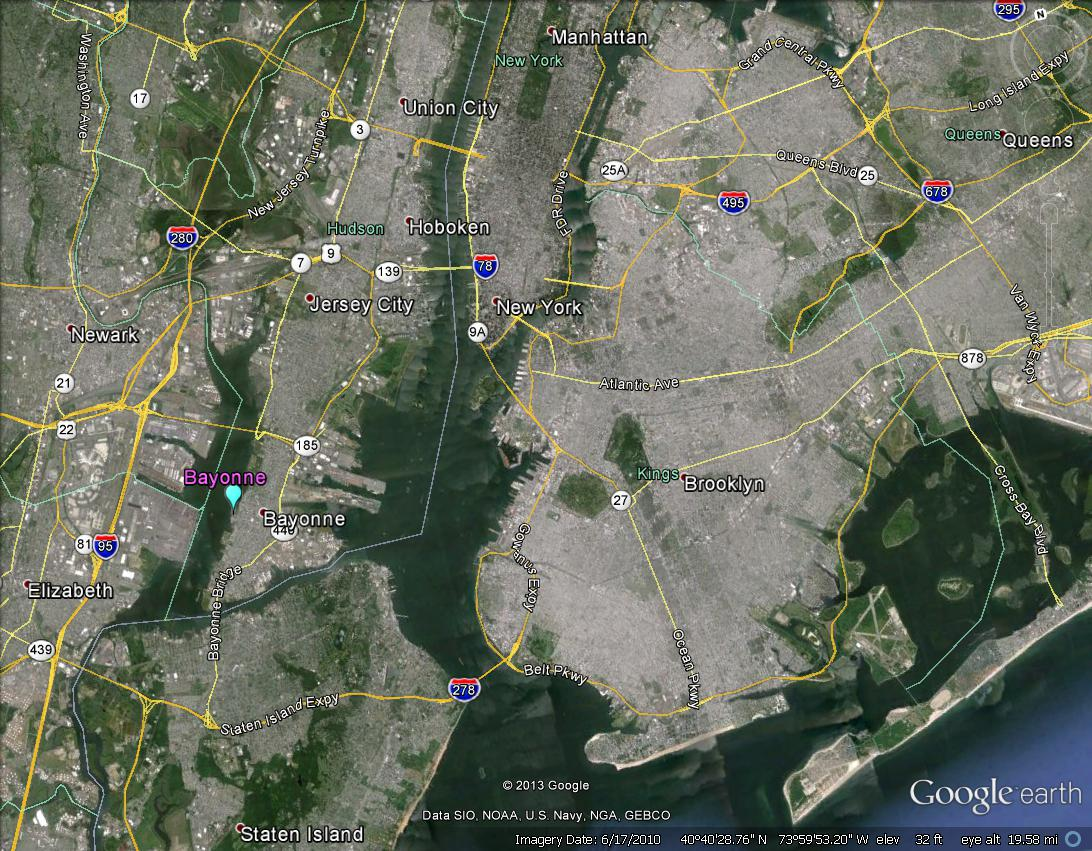 295
N
Manhattan
Grand Central Pkwy
New York
Washington Ave
Long Island Expy
17
Union City
New Jersey Turnpike
3
Queens
Queens
Queens Blvd
25A
25
678
495
FDR Drive
Hudson
Hoboken
280
9
7
139
78
Jersey City
New York
Van Wyck Expy
Newark
9A
878
21
Atlantic Ave
22
185
Bayonne
Kings
Brooklyn
27
Cross Bay Blvd
Bayonne
440
81
95
Gowanus Expy
Elizabeth
Bayonne Bridge
439
Ocean Pkwy
Belt Pkwy
278
Staten Island Expy
© 2013 Google
Google earth
Data SIO, NOAA, U.S. Navy, NGA, GEBCO
Staten Island
Imagery Date: 6/17/2010 40°40'28.76" N 73°59'53.20" W elev 32 ft eye alt 19.58 mi